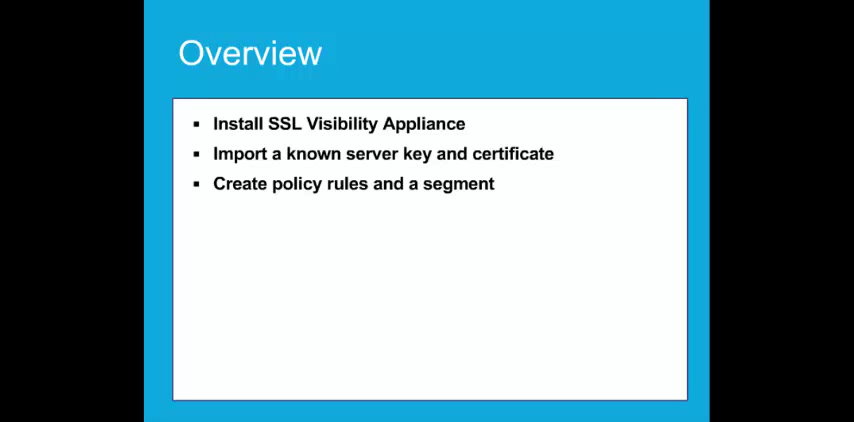 Overview
▪ Install SSL Visibility Appliance
▪ Import a known server key and certificate
▪ Create policy rules and a segment